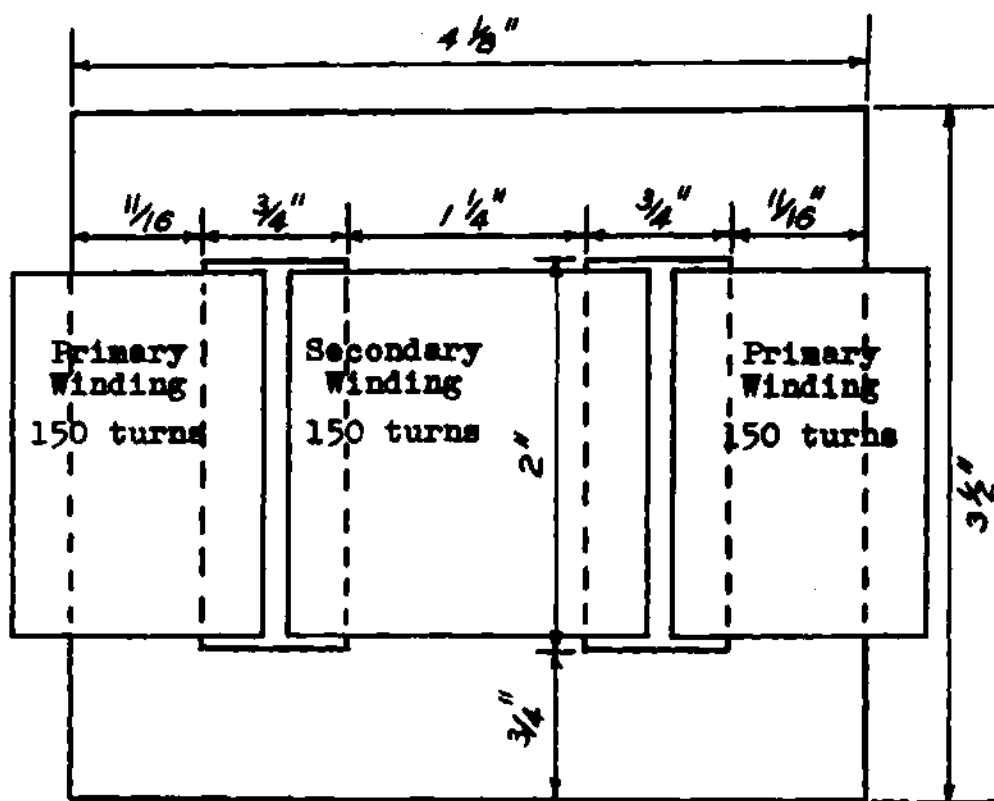 4 1/8"
11/16
3/4"
1 1/4"
3/4"
11/16"
Primary
Winding
150 turns
Secondary
Winding
150 turns
Primary
Winding
150 turns
2"
3 1/2"
3/4"